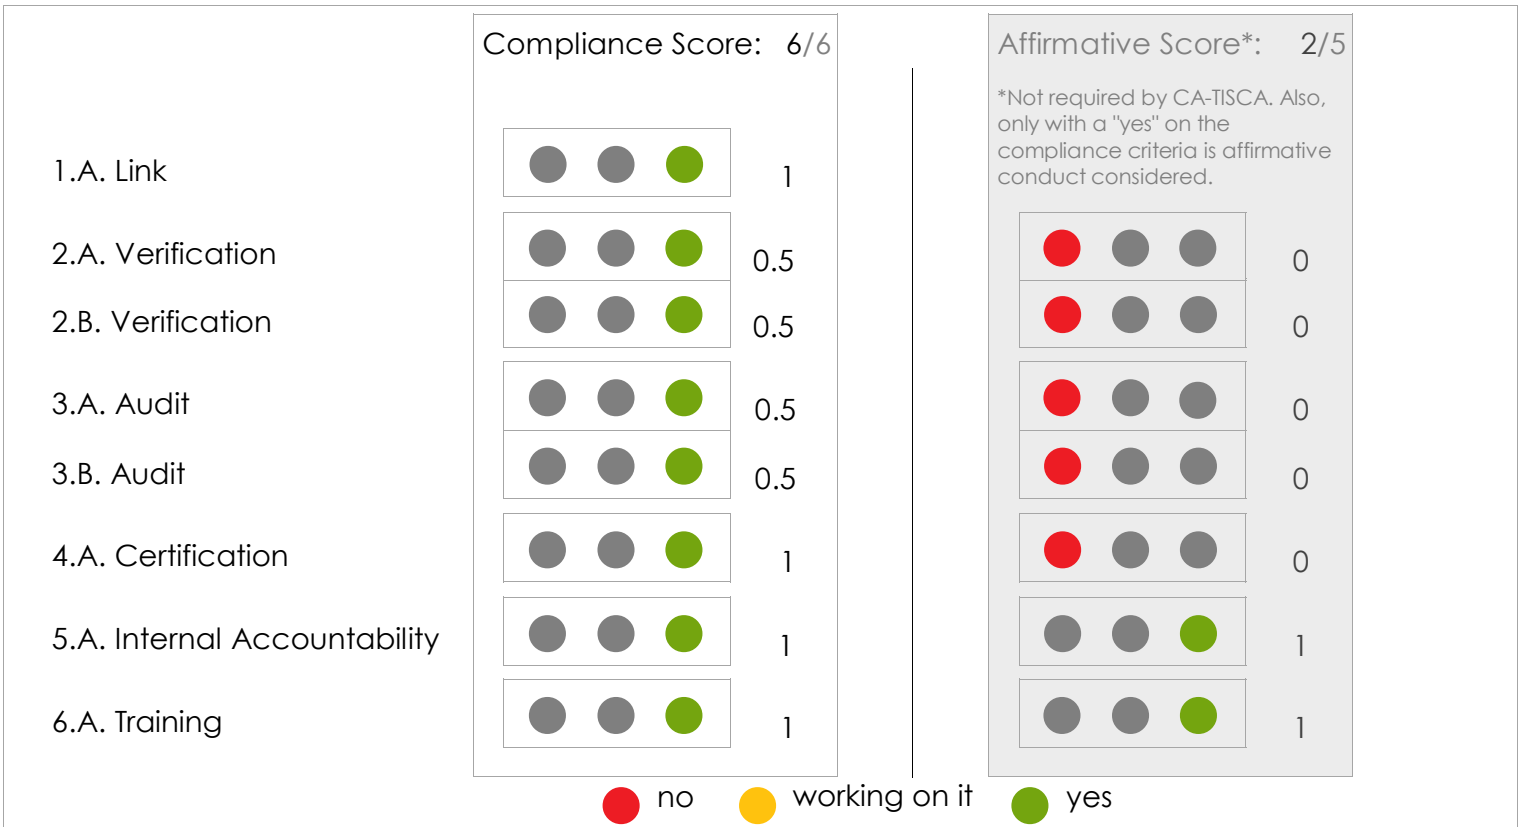 Compliance Score: 6/6
Affirmative Score*: 2/5
*Not required by CA-TISCA. Also,
only with a "yes" on the
compliance criteria is affirmative
conduct considered.
1.A. Link 1
2.A. Verification 0.5 0
2.B. Verification 0.5 0
3.A. Audit 0.5 0
3.B. Audit 0.5 0
4.A. Certification 1 0
5.A. Internal Accountability 1 1
6.A. Training 1 1
no working on it yes